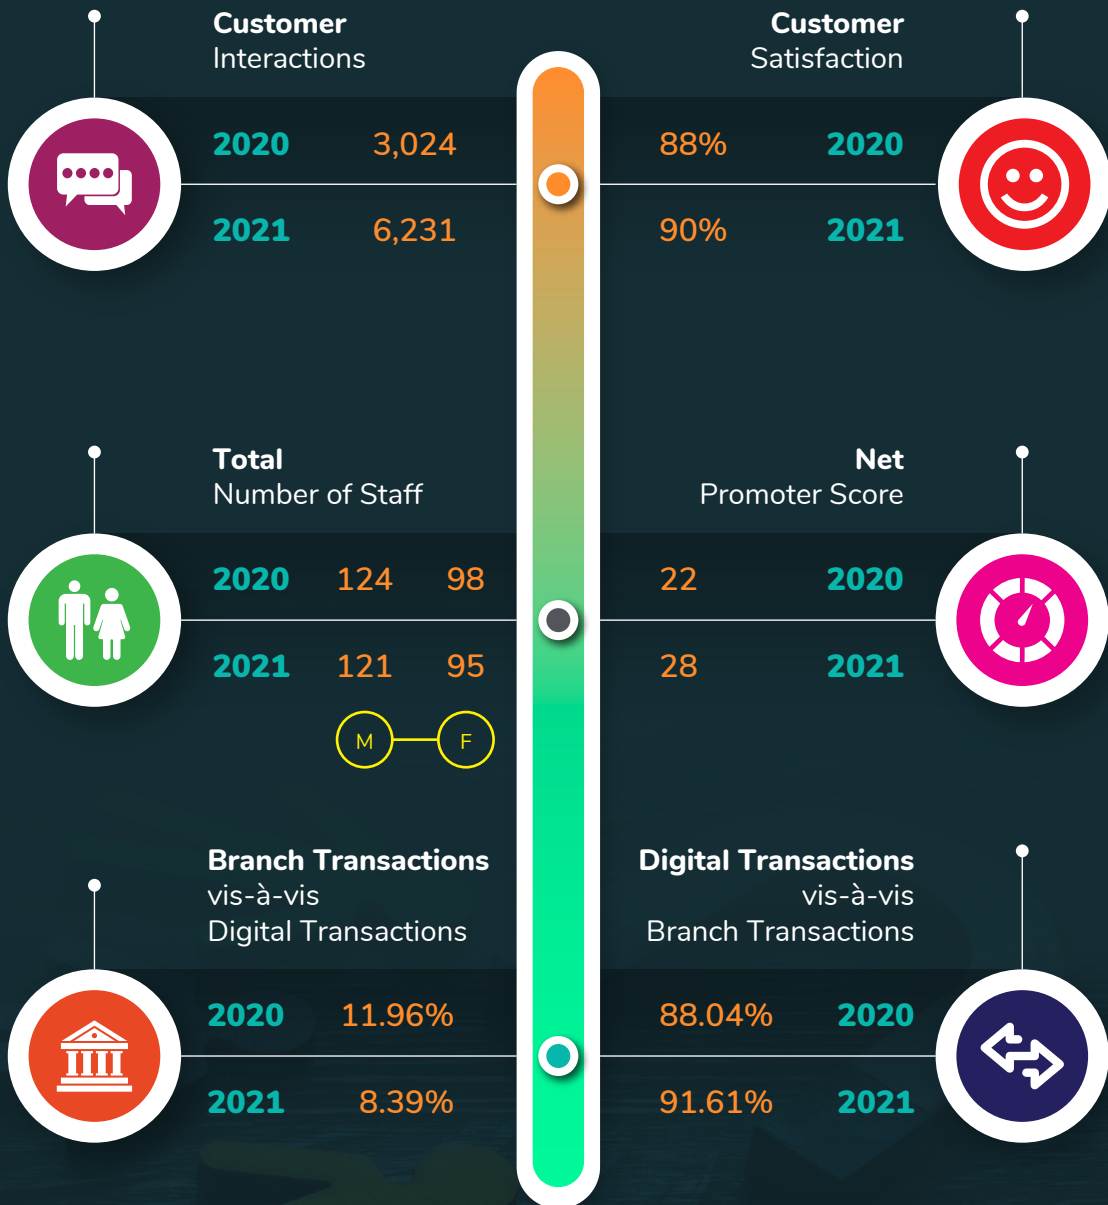 Customer
Interactions
2020 3,024
2021 6,231
Customer
Satisfaction
88% 2020
90% 2021
Total
Number of Staff
2020 124 98
2021 121 95
M F
Net
Promoter Score
22 2020
28 2021
Branch Transactions
vis-à-vis
Digital Transactions
2020 11.96%
2021 8.39%
Digital Transactions
vis-à-vis
Branch Transactions
88.04% 2020
91.61% 2021